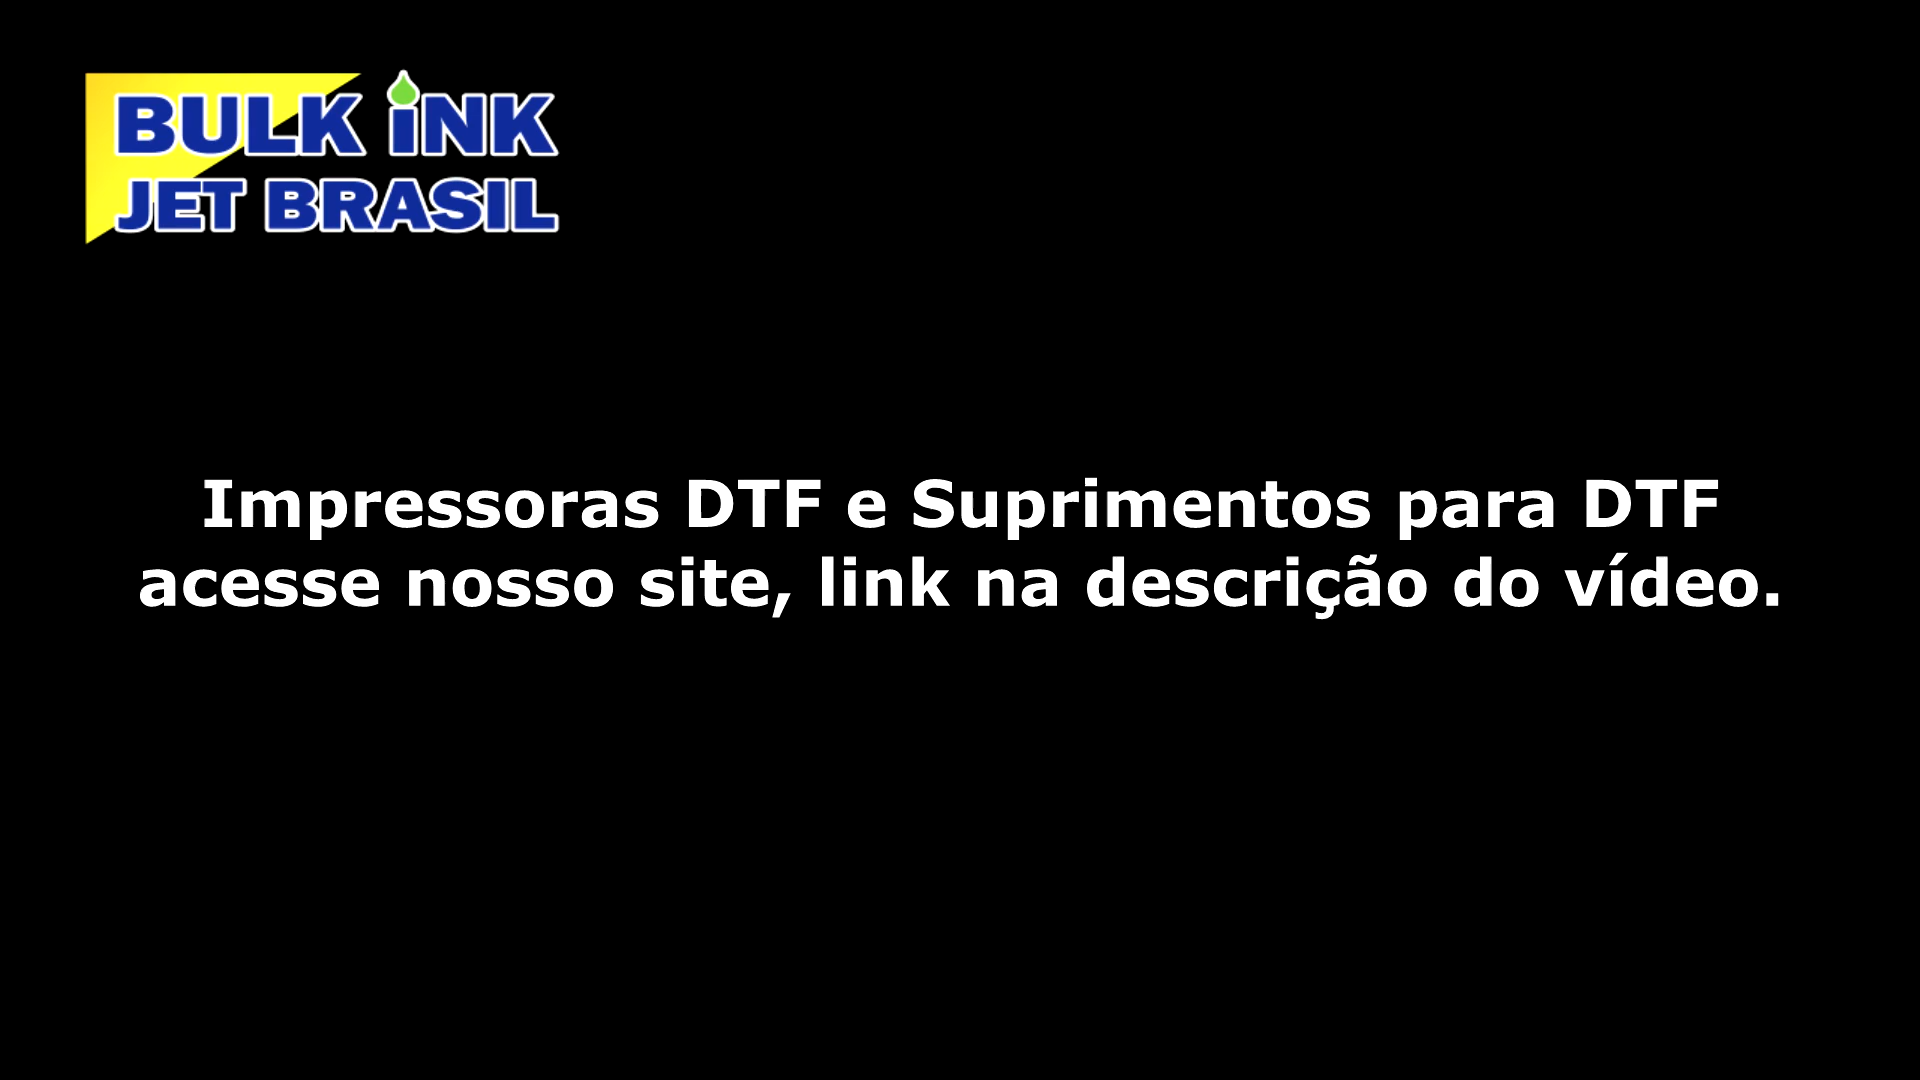 BULK iNK
JET BRASIL
Impressoras DTF e Suprimentos para DTF
acesse nosso site, link na descrição do vídeo.